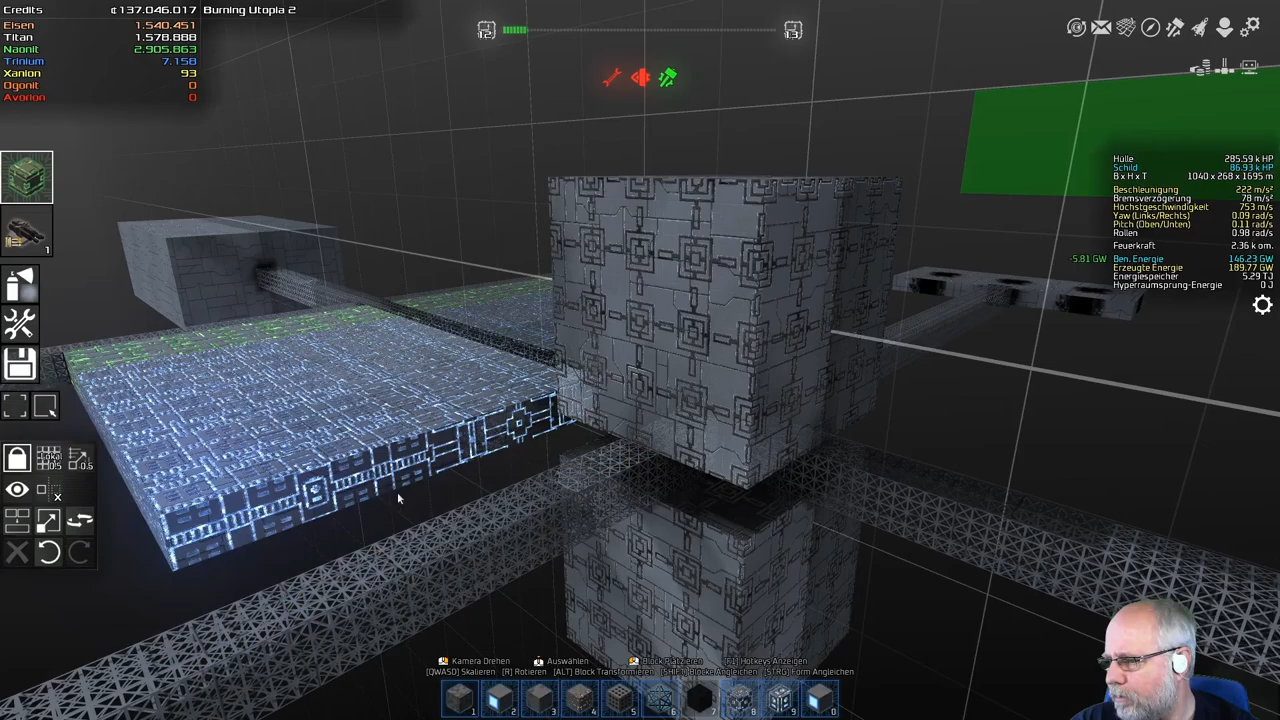 Credits ¢137.046.017 Burning Utopia 2
Eisen 1.540.451
Titan 1.578.888
Naonit 2.905.863
Trinium 7.158
Xanion 93
Ogonit 0
Avorion 0
12 13
1
Hülle 285.59 k HP
Schild 86.93 k HP
B x H x T 1040 x 268 x 1695 m
Beschleunigung 222 m/s²
Bremsverzögerung 78 m/s²
Höchstgeschwindigkeit 753 m/s
Yaw (Links/Rechts) 0.09 rad/s
Pitch (Oben/Unten) 0.11 rad/s
Rollen 0.98 rad/s
Feuerkraft 2.36 k om.
-5.81 GW Ben. Energie 146.23 GW
Erzeugte Energie 189.77 GW
Energiespeicher 5.29 TJ
Hyperraumsprung-Energie 0 J
Lokal
0.5 0.5
x
Kamera Drehen Auswählen Block Platzieren [F1] Hotkeys Anzeigen
[QWASD] Skalieren [R] Rotieren [ALT] Block Transformieren [SHIFT] Blöcke Angleichen [STRG] Form Angleichen
1 2 3 4 5 6 7 8 9 0